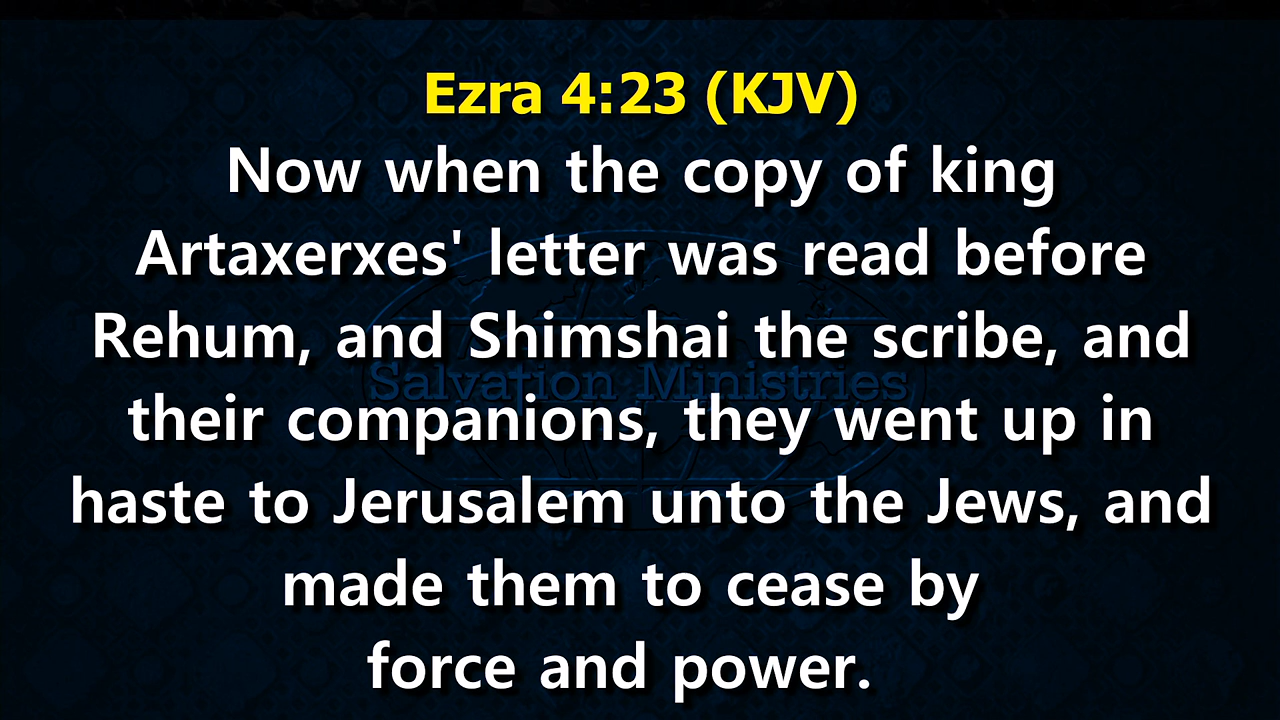 Ezra 4:23 (KJV)
Now when the copy of king
Artaxerxes' letter was read before
Rehum, and Shimshai the scribe, and
Salvation Ministries
their companions, they went up in
haste to Jerusalem unto the Jews, and
made them to cease by
force and power.